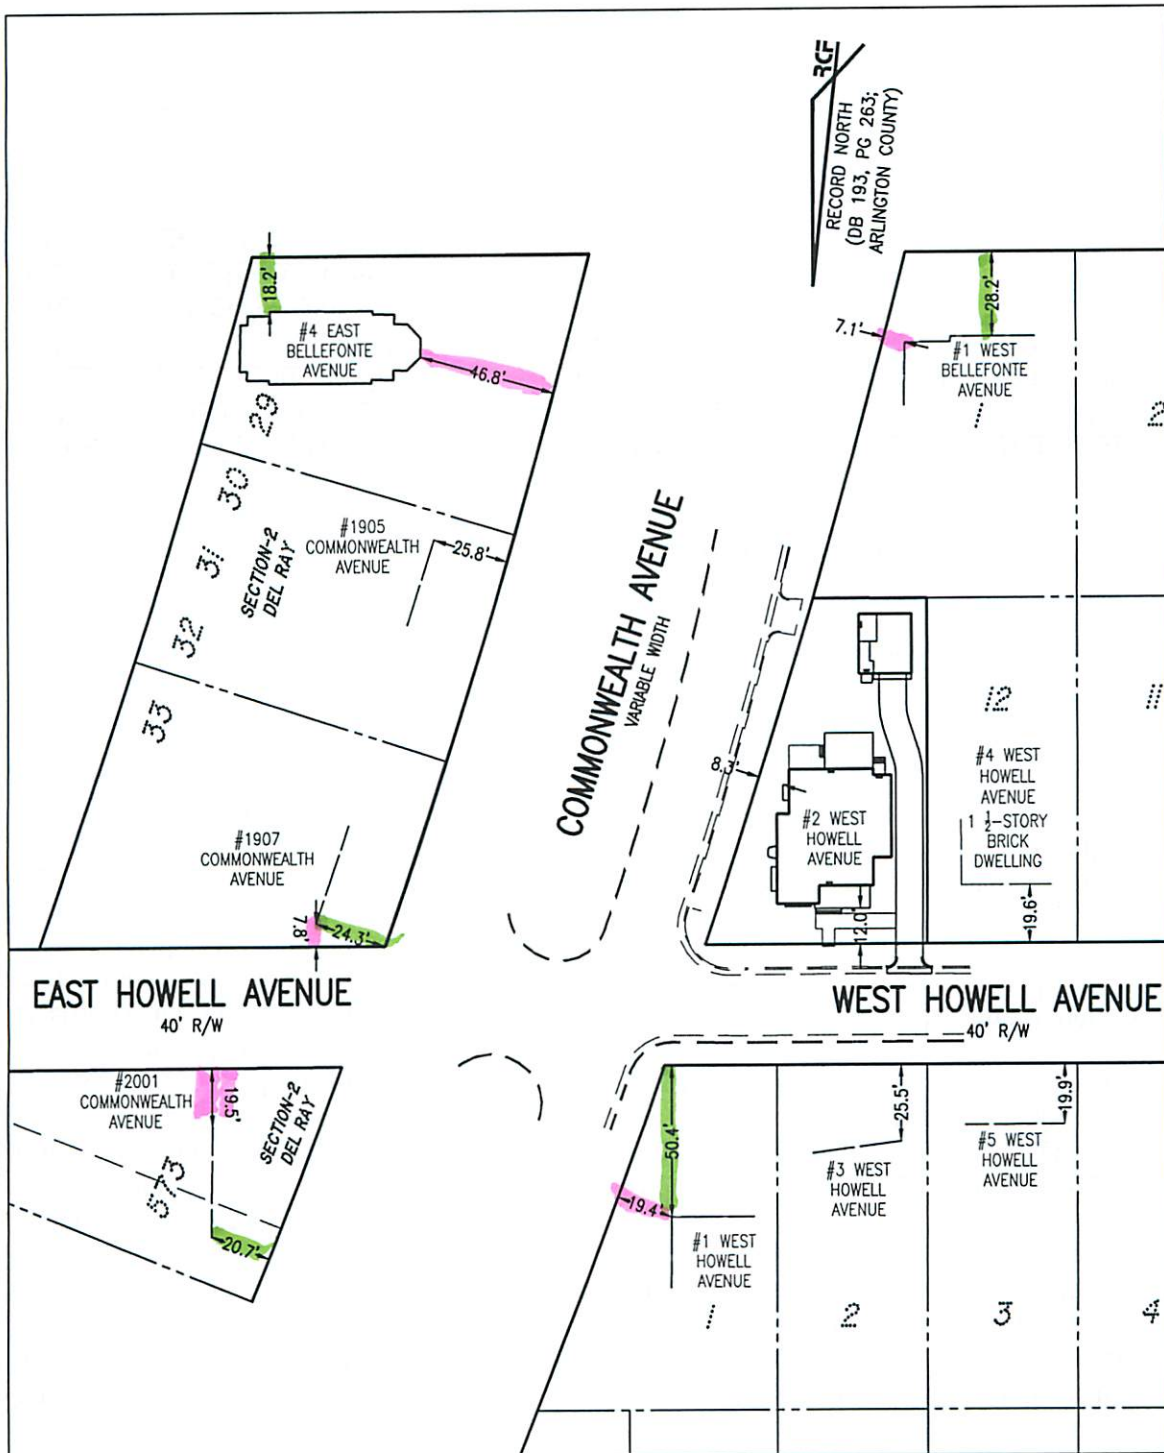 RCF
RECORD NORTH
(DB 193, PG 263;
ARLINGTON COUNTY)
18.2'
#4 EAST
BELLEFONTE
AVENUE
46.8'
29
28.2'
7.1'
#1 WEST
BELLEFONTE
AVENUE
1
2
30
31
32
SECTION-2
DEL RAY
#1905
COMMONWEALTH
AVENUE
25.8'
33
COMMONWEALTH AVENUE
VARIABLE WIDTH
8.3'
#2 WEST
HOWELL
AVENUE
12.0'
12
11
#4 WEST
HOWELL
AVENUE
1 1/2-STORY
BRICK
DWELLING
19.6'
#1907
COMMONWEALTH
AVENUE
7.8'
24.3'
EAST HOWELL AVENUE
40' R/W
WEST HOWELL AVENUE
40' R/W
#2001
COMMONWEALTH
AVENUE
19.5'
SECTION-2
DEL RAY
573
20.7'
50.4'
19.4'
#1 WEST
HOWELL
AVENUE
1
25.5'
#3 WEST
HOWELL
AVENUE
2
19.9'
#5 WEST
HOWELL
AVENUE
3
4